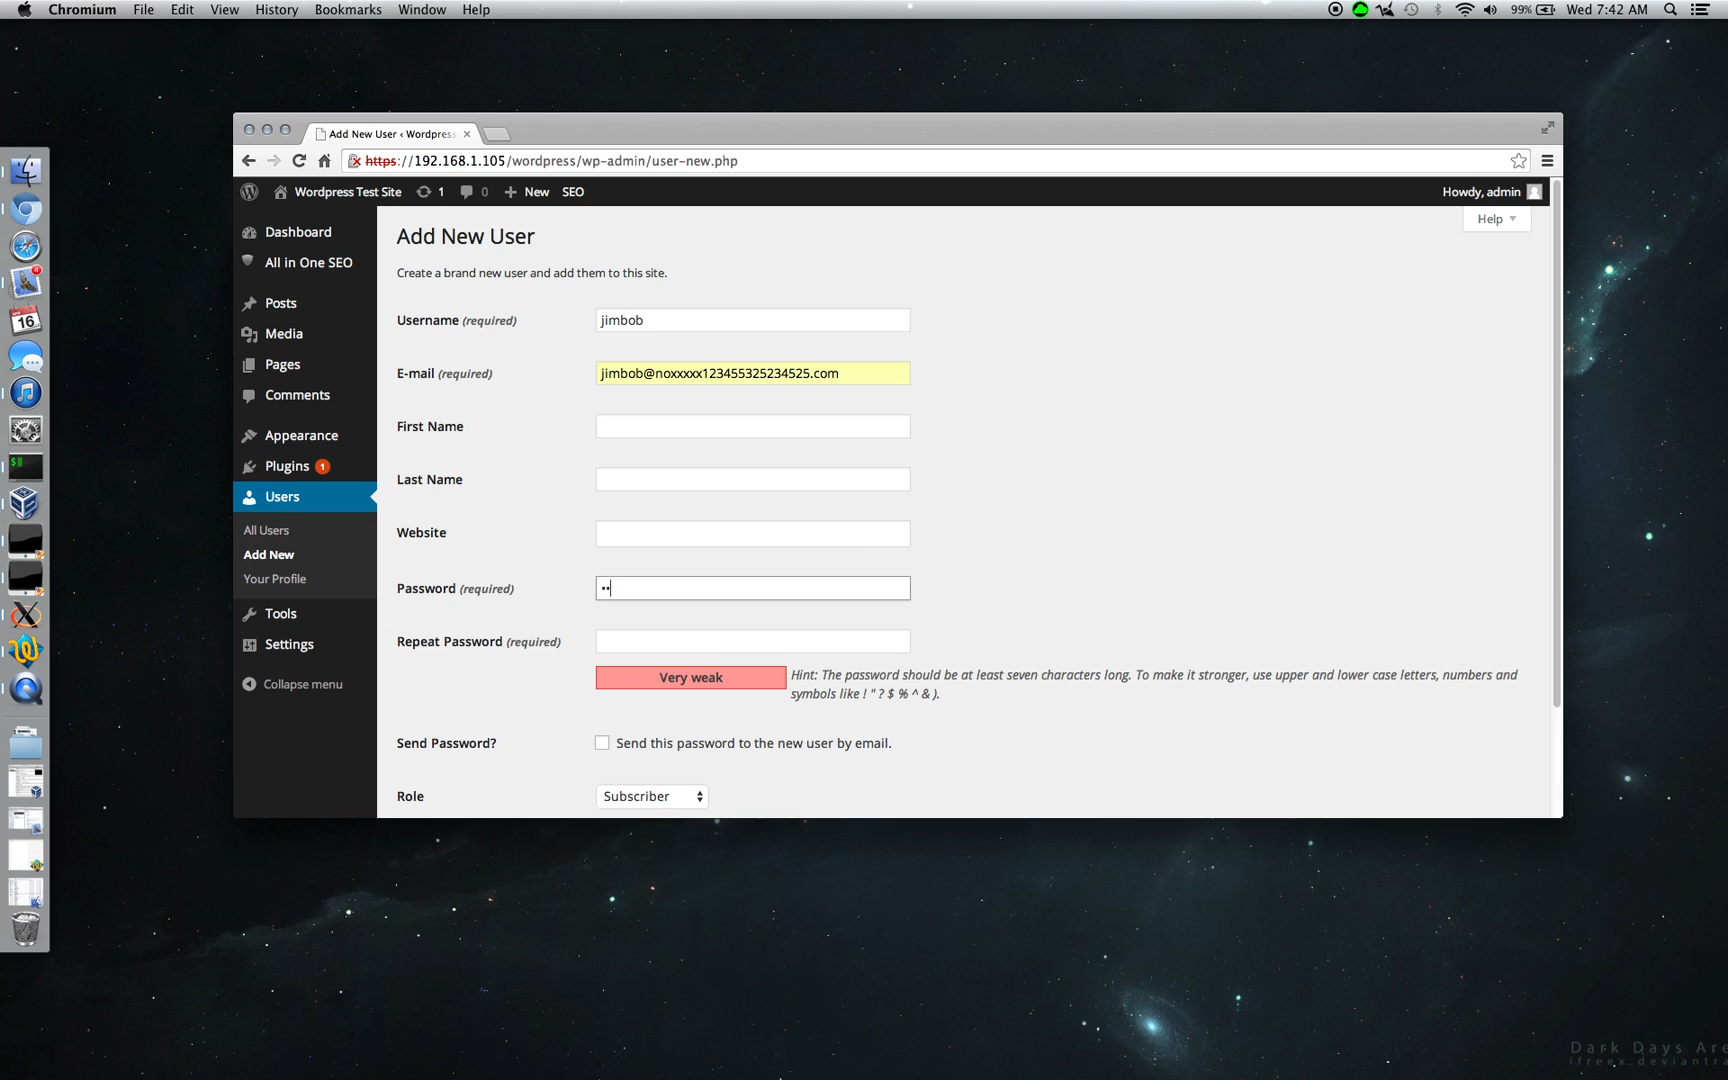 Chromium File Edit View History Bookmarks Window Help 99% Wed 7:42 AM
Add New User ‹ Wordpress
https://192.168.1.105/wordpress/wp-admin/user-new.php
Wordpress Test Site 1 0 New SEO Howdy, admin
Help
Dashboard
All in One SEO
Posts
Media
Pages
Comments
Appearance
Plugins 1
Users
All Users
Add New
Your Profile
Tools
Settings
Collapse menu
Add New User
Create a brand new user and add them to this site.
Username (required) jimbob
E-mail (required) jimbob@noxxxxx123455325234525.com
First Name
Last Name
Website
Password (required) ••
Repeat Password (required)
Very weak
Hint: The password should be at least seven characters long. To make it stronger, use upper and lower case letters, numbers and
symbols like ! " ? $ % ^ & ).
Send Password? Send this password to the new user by email.
Role Subscriber
4
16
Dark Days Are
ifreex.deviantra